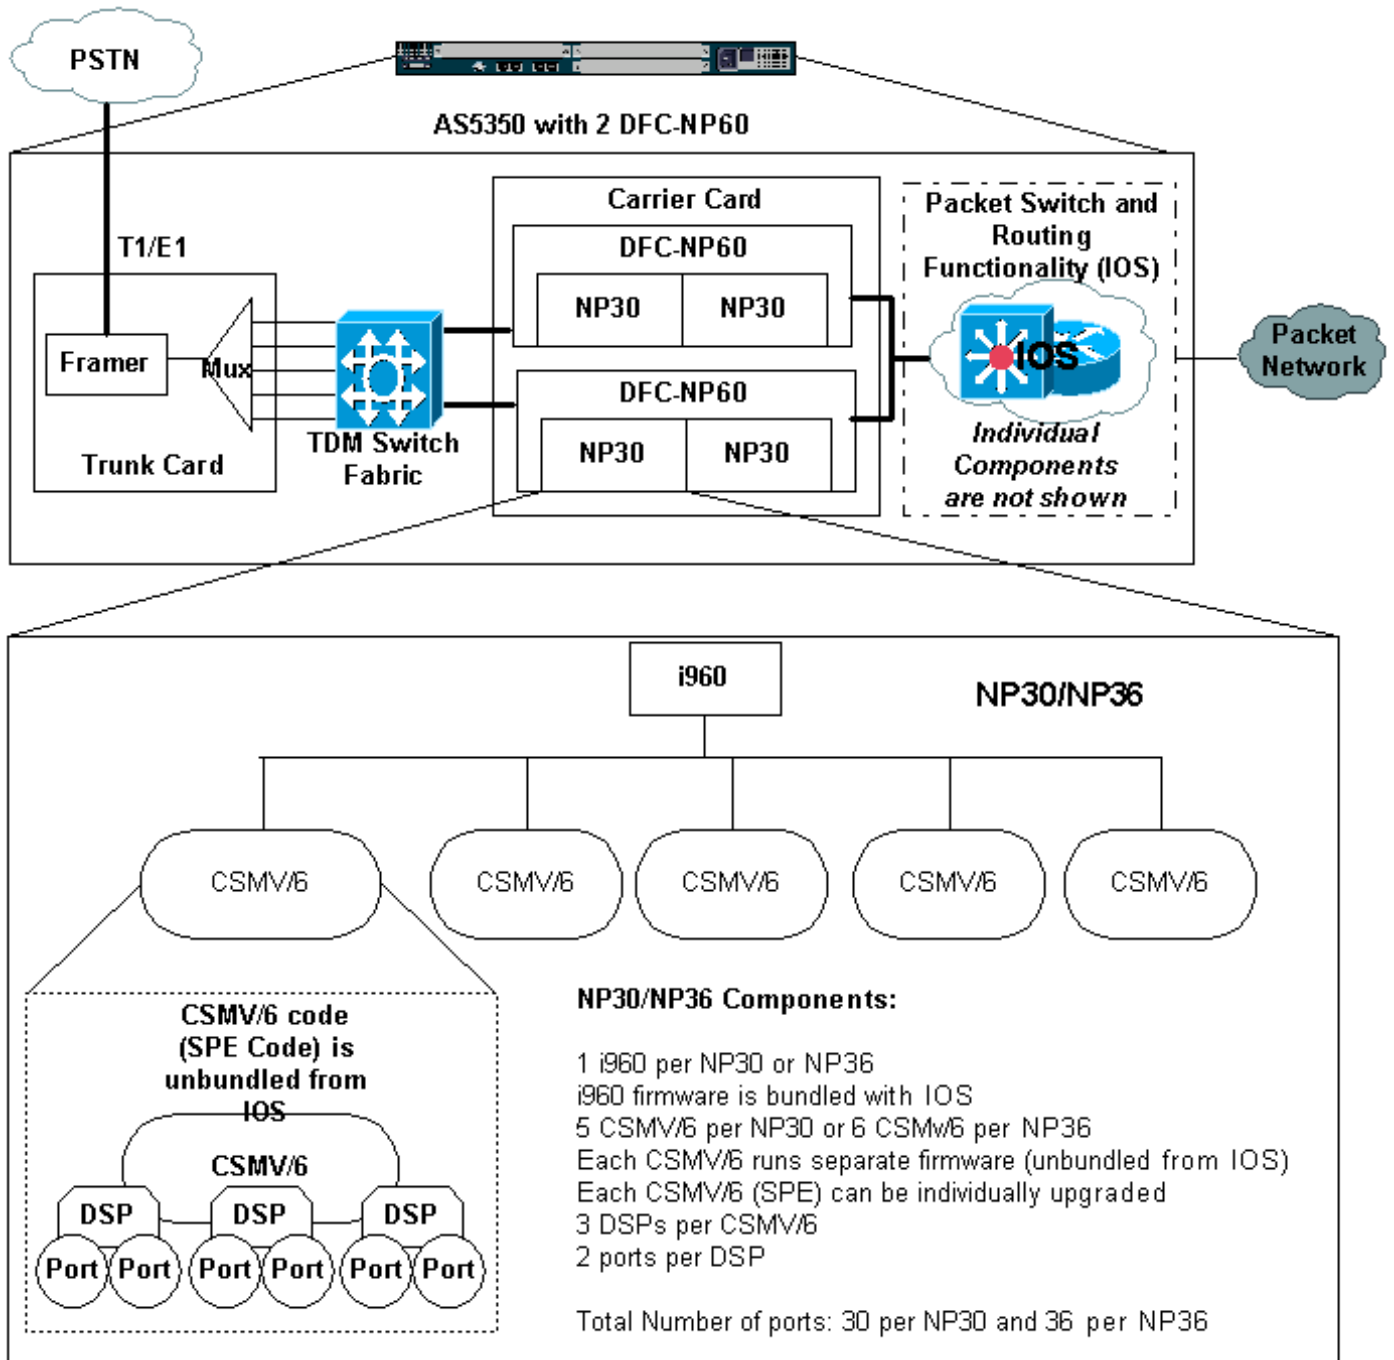 PSTN
AS5350 with 2 DFC-NP60
T1/E1
Framer
Mux
Trunk Card
TDM Switch
Fabric
Carrier Card
DFC-NP60
NP30
NP30
DFC-NP60
NP30
NP30
Packet Switch and
Routing
Functionality (IOS)
IOS
Individual
Components
are not shown
Packet
Network
i960
NP30/NP36
CSMV/6
CSMV/6
CSMV/6
CSMV/6
CSMV/6
CSMV/6 code
(SPE Code) is
unbundled from
IOS
CSMV/6
DSP
DSP
DSP
Port
Port
Port
Port
Port
Port
NP30/NP36 Components:
1 i960 per NP30 or NP36
i960 firmware is bundled with IOS
5 CSMV/6 per NP30 or 6 CSMv/6 per NP36
Each CSMV/6 runs separate firmware (unbundled from IOS)
Each CSMV/6 (SPE) can be individually upgraded
3 DSPs per CSMV/6
2 ports per DSP
Total Number of ports: 30 per NP30 and 36 per NP36